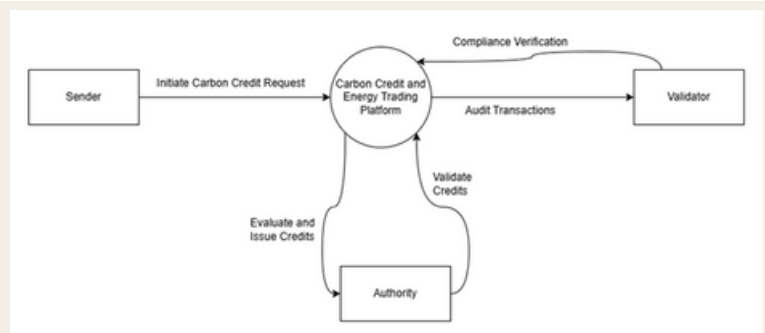 Compliance Verification
Sender
Initiate Carbon Credit Request
Carbon Credit and
Energy Trading
Platform
Validator
Audit Transactions
Validate
Credits
Evaluate and
Issue Credits
Authority